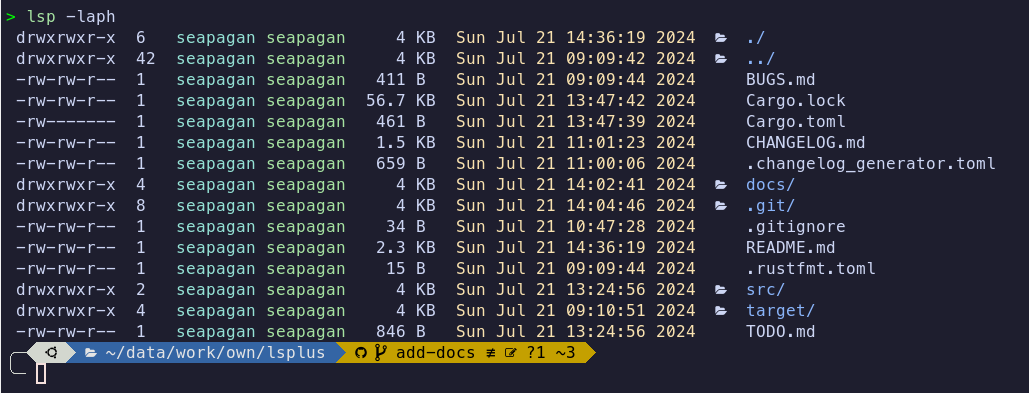 > lsp -laph
drwxrwxr-x 6 seapagan seapagan 4 KB Sun Jul 21 14:36:19 2024 ./
drwxrwxr-x 42 seapagan seapagan 4 KB Sun Jul 21 09:09:42 2024 ../
-rw-rw-r-- 1 seapagan seapagan 411 B Sun Jul 21 09:09:44 2024 BUGS.md
-rw-rw-r-- 1 seapagan seapagan 56.7 KB Sun Jul 21 13:47:42 2024 Cargo.lock
-rw------- 1 seapagan seapagan 461 B Sun Jul 21 13:47:39 2024 Cargo.toml
-rw-rw-r-- 1 seapagan seapagan 1.5 KB Sun Jul 21 11:01:23 2024 CHANGELOG.md
-rw-rw-r-- 1 seapagan seapagan 659 B Sun Jul 21 11:00:06 2024 .changelog_generator.toml
drwxrwxr-x 4 seapagan seapagan 4 KB Sun Jul 21 14:02:41 2024 docs/
drwxrwxr-x 8 seapagan seapagan 4 KB Sun Jul 21 14:04:46 2024 .git/
-rw-rw-r-- 1 seapagan seapagan 34 B Sun Jul 21 10:47:28 2024 .gitignore
-rw-rw-r-- 1 seapagan seapagan 2.3 KB Sun Jul 21 14:36:19 2024 README.md
-rw-rw-r-- 1 seapagan seapagan 15 B Sun Jul 21 09:09:44 2024 .rustfmt.toml
drwxrwxr-x 2 seapagan seapagan 4 KB Sun Jul 21 13:24:56 2024 src/
drwxrwxr-x 4 seapagan seapagan 4 KB Sun Jul 21 09:10:51 2024 target/
-rw-rw-r-- 1 seapagan seapagan 846 B Sun Jul 21 13:24:56 2024 TODO.md
~/data/work/own/lsplus add-docs ≢ ?1 ~3